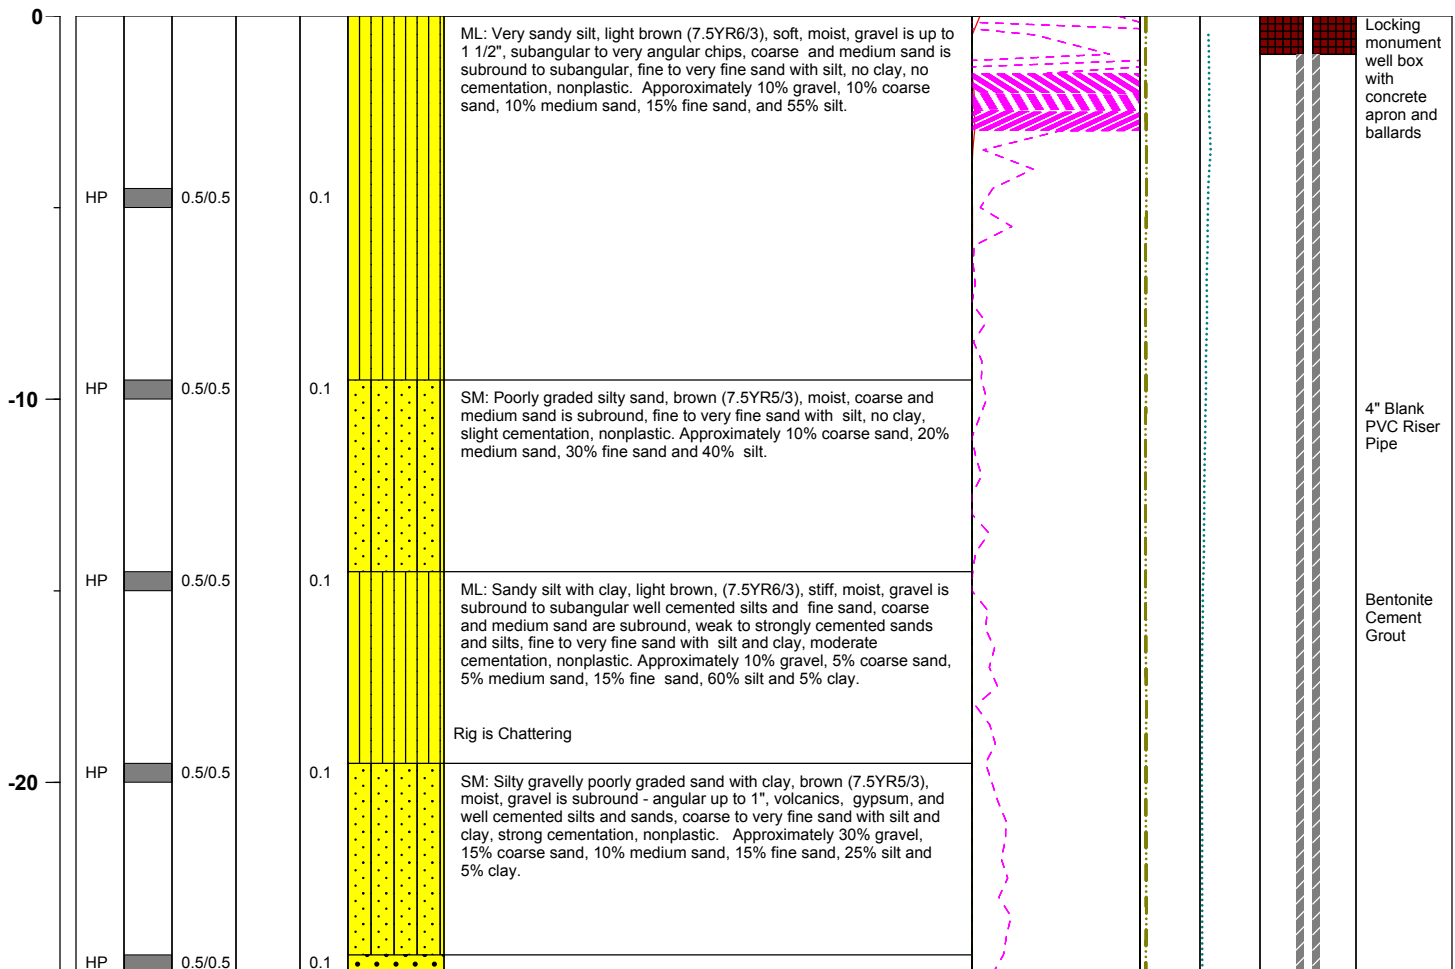 0
ML: Very sandy silt, light brown (7.5YR6/3), soft, moist, gravel is up to
1 1/2", subangular to very angular chips, coarse and medium sand is
subround to subangular, fine to very fine sand with silt, no clay, no
cementation, nonplastic. Apporoximately 10% gravel, 10% coarse
sand, 10% medium sand, 15% fine sand, and 55% silt.
Locking
monument
well box
with
concrete
apron and
ballards
HP 0.5/0.5 0.1
HP 0.5/0.5 0.1
-10
SM: Poorly graded silty sand, brown (7.5YR5/3), moist, coarse and
medium sand is subround, fine to very fine sand with silt, no clay,
slight cementation, nonplastic. Approximately 10% coarse sand, 20%
medium sand, 30% fine sand and 40% silt.
4" Blank
PVC Riser
Pipe
HP 0.5/0.5 0.1
ML: Sandy silt with clay, light brown, (7.5YR6/3), stiff, moist, gravel is
subround to subangular well cemented silts and fine sand, coarse
and medium sand are subround, weak to strongly cemented sands
and silts, fine to very fine sand with silt and clay, moderate
cementation, nonplastic. Approximately 10% gravel, 5% coarse sand,
5% medium sand, 15% fine sand, 60% silt and 5% clay.
Bentonite
Cement
Grout
Rig is Chattering
HP 0.5/0.5 0.1
-20
SM: Silty gravelly poorly graded sand with clay, brown (7.5YR5/3),
moist, gravel is subround - angular up to 1", volcanics, gypsum, and
well cemented silts and sands, coarse to very fine sand with silt and
clay, strong cementation, nonplastic. Approximately 30% gravel,
15% coarse sand, 10% medium sand, 15% fine sand, 25% silt and
5% clay.
HP 0.5/0.5 0.1